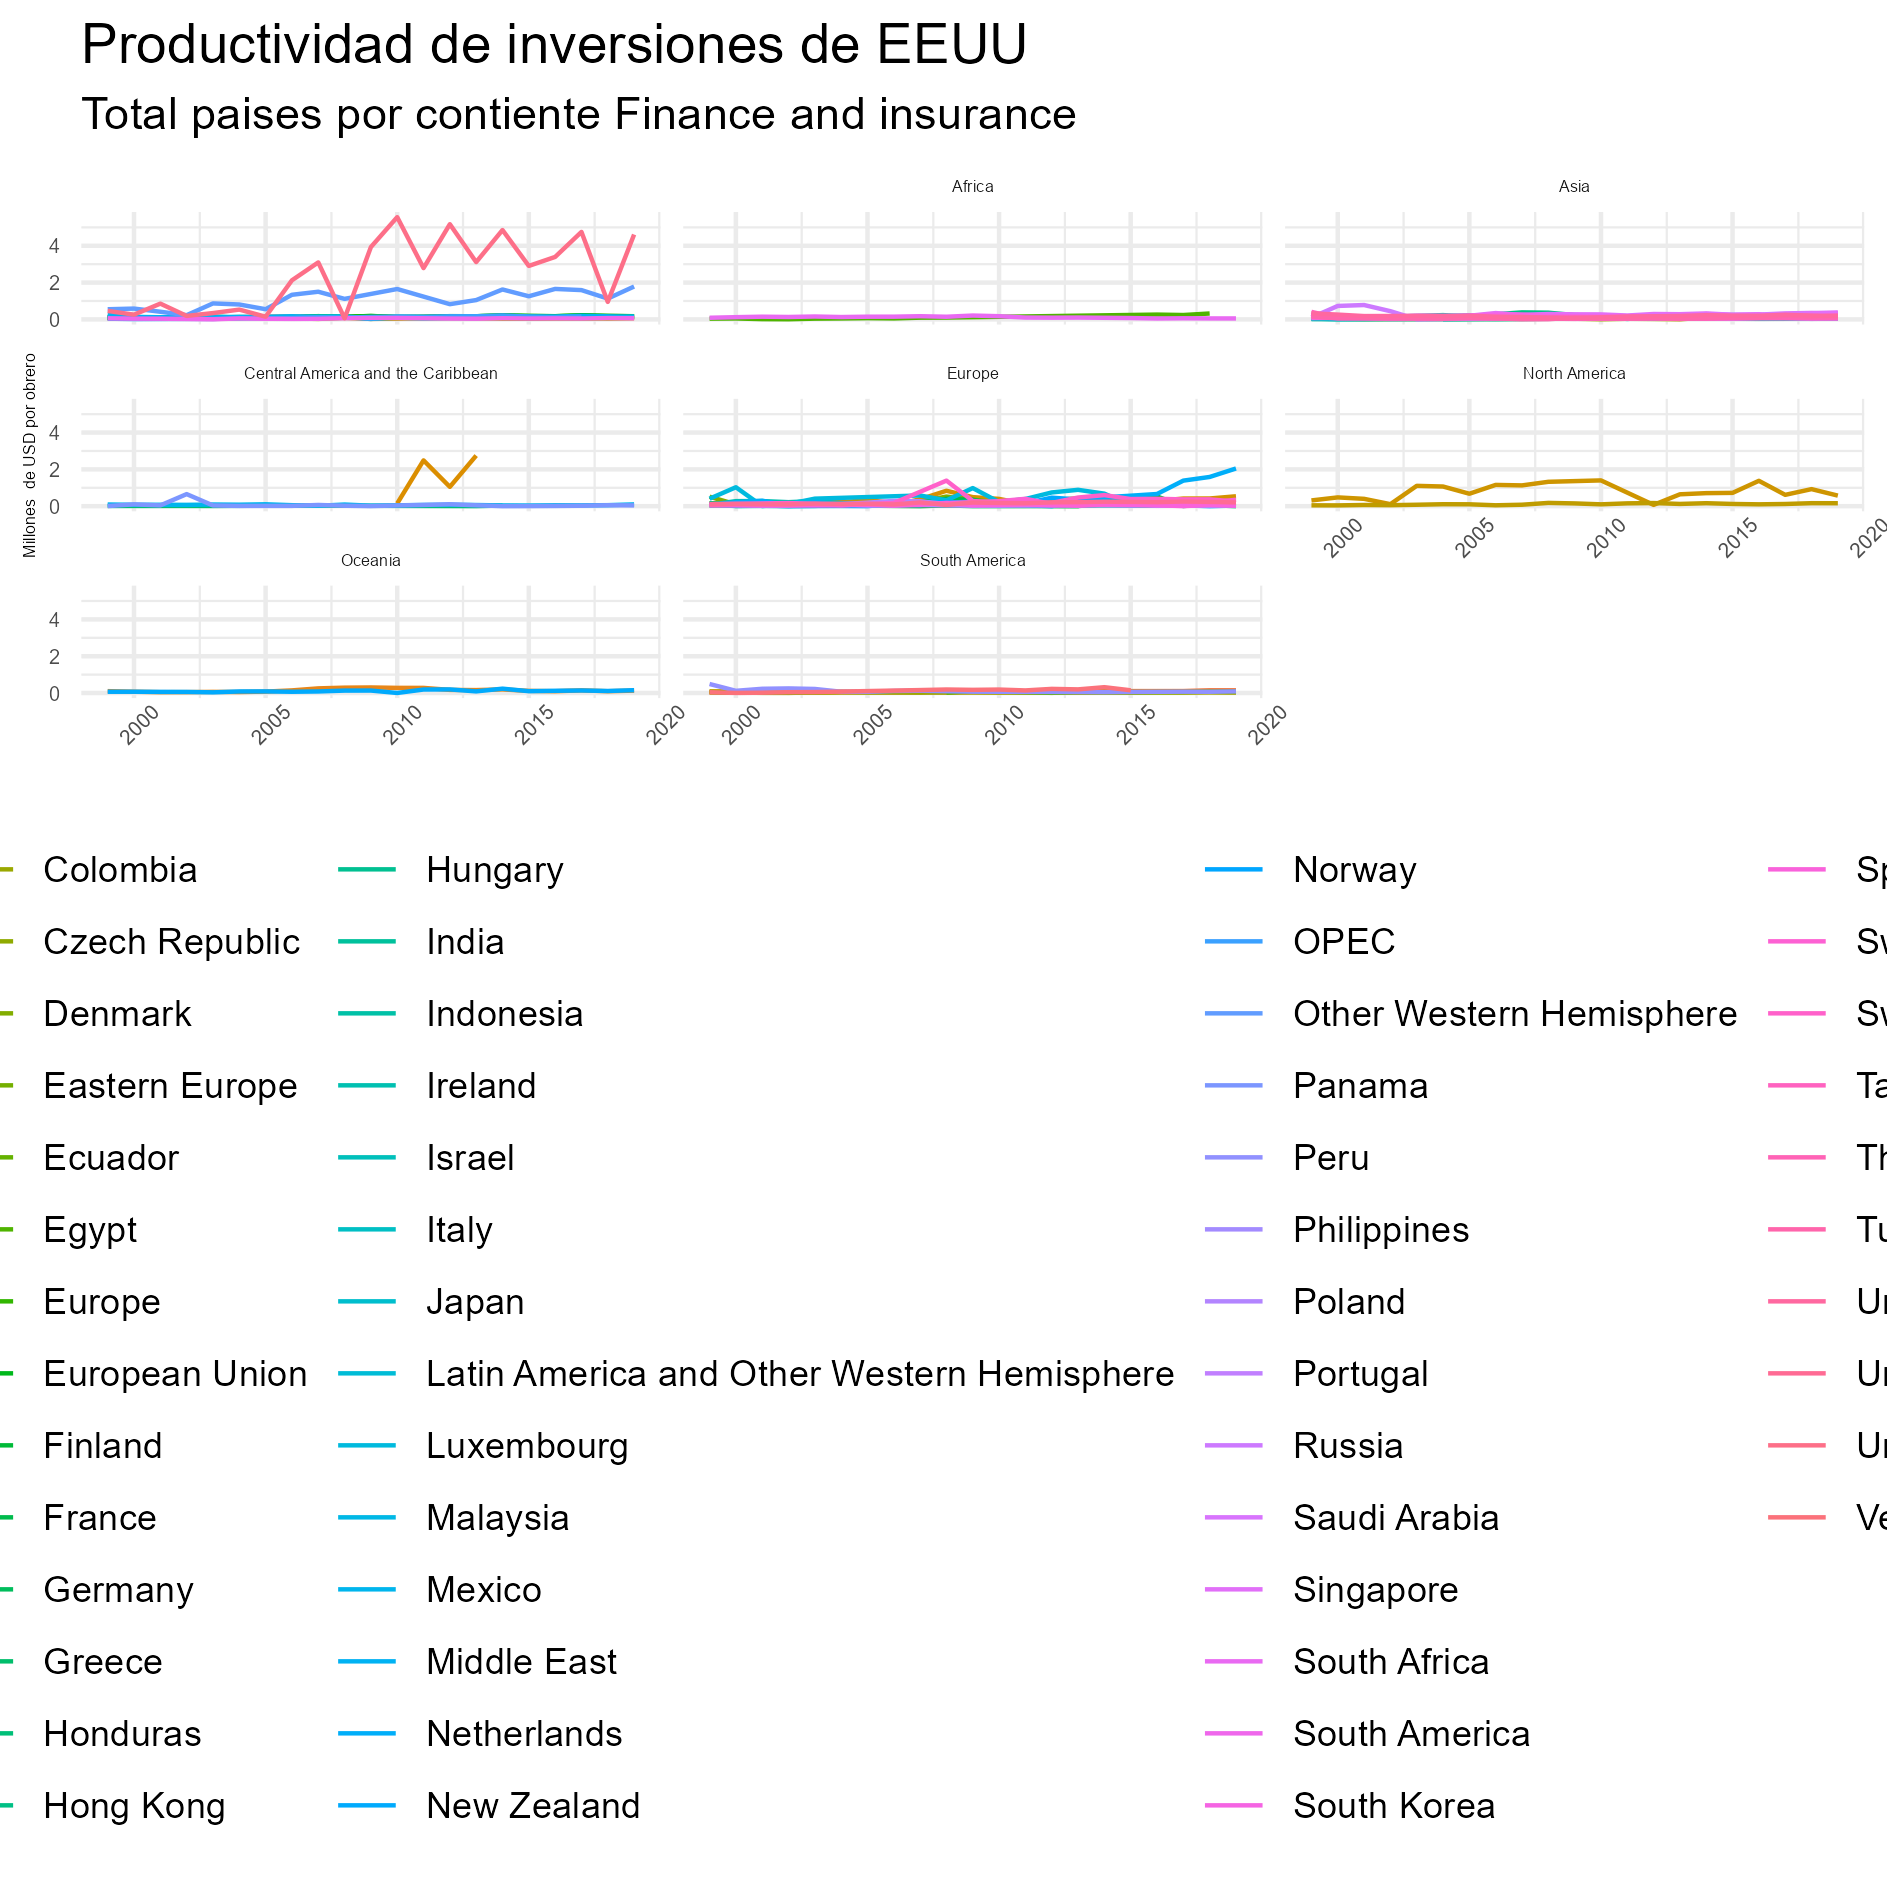 Productividad de inversiones de EEUU
Total paises por contiente Finance and insurance
Africa
Asia
4
2
0
Central America and the Caribbean
Europe
North America
4
2
0
Millones de USD por obrero
2000
2005
2010
2015
2020
Oceania
South America
4
2
0
2000
2005
2010
2015
2020
2000
2005
2010
2015
2020
Colombia
Czech Republic
Denmark
Eastern Europe
Ecuador
Egypt
Europe
European Union
Finland
France
Germany
Greece
Honduras
Hong Kong
Hungary
India
Indonesia
Ireland
Israel
Italy
Japan
Latin America and Other Western Hemisphere
Luxembourg
Malaysia
Mexico
Middle East
Netherlands
New Zealand
Norway
OPEC
Other Western Hemisphere
Panama
Peru
Philippines
Poland
Portugal
Russia
Saudi Arabia
Singapore
South Africa
South America
South Korea